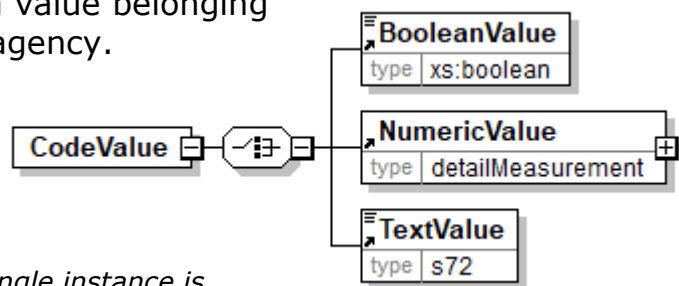 value belonging
agency.
BooleanValue
type xs:boolean
CodeValue
NumericValue
type detailMeasurement
TextValue
type s72
ngle instance is